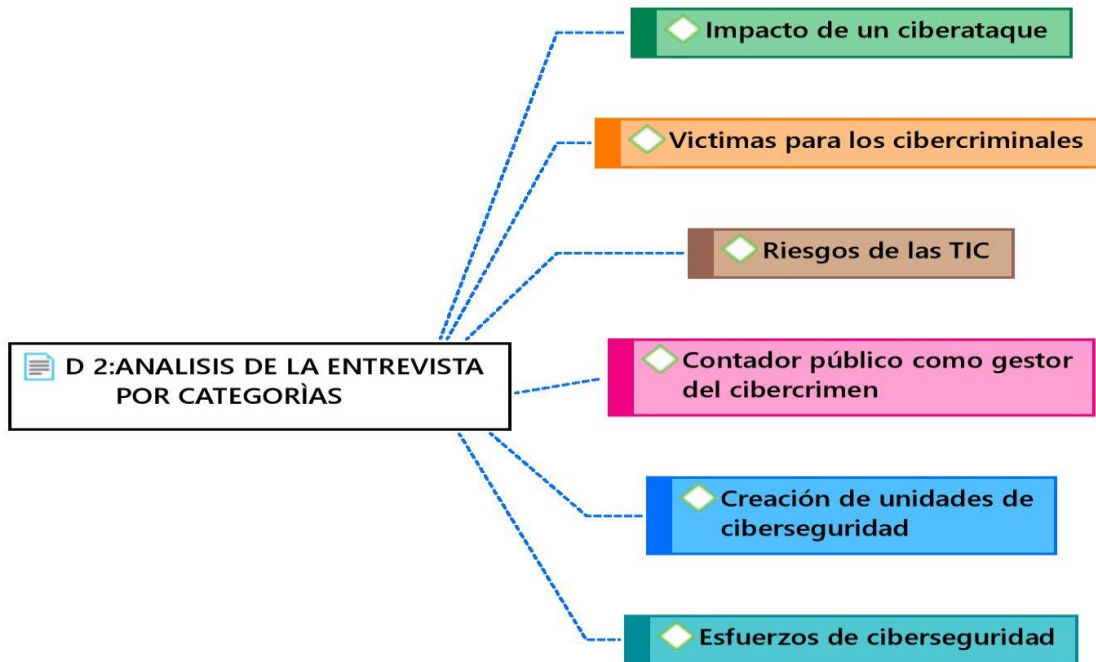 Impacto de un ciberataque
Victimas para los cibercriminales
Riesgos de las TIC
D 2:ANALISIS DE LA ENTREVISTA
POR CATEGORÌAS
Contador público como gestor
del cibercrimen
Creación de unidades de
ciberseguridad
Esfuerzos de ciberseguridad